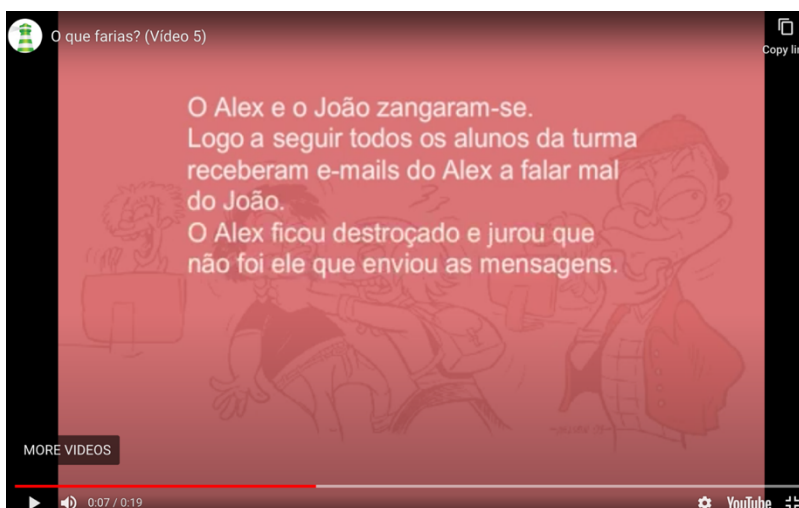 O que farias? (Vídeo 5)
Copy lin
O Alex e o João zangaram-se.
Logo a seguir todos os alunos da turma
receberam e-mails do Alex a falar mal
do João.
O Alex ficou destroçado e jurou que
não foi ele que enviou as mensagens.
MORE VIDEOS
0:07 / 0:19
YouTube